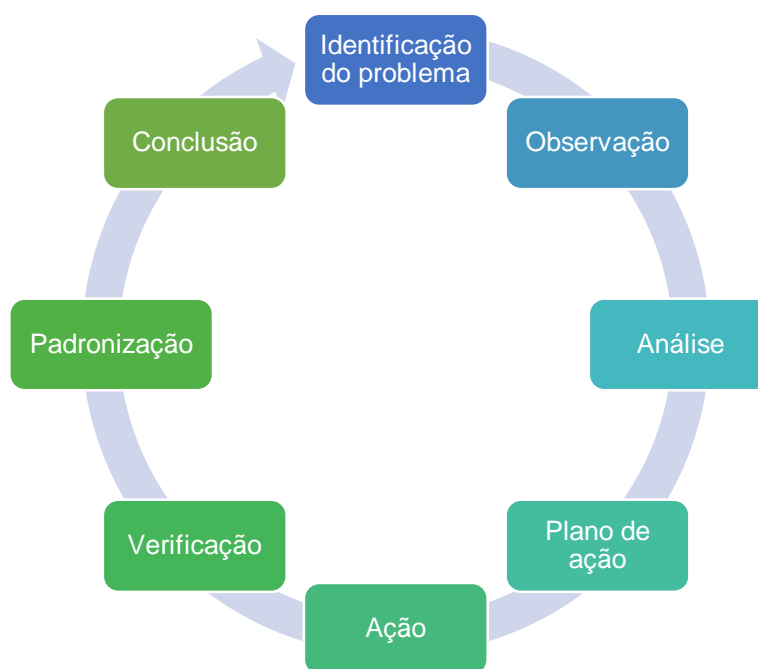 Identificação
do problema
Observação
Análise
Plano de
ação
Ação
Verificação
Padronização
Conclusão